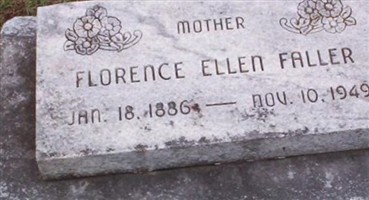 MOTHER
FLORENCE ELLEN FALLER
JAN. 18, 1886 — NOV. 10, 1949